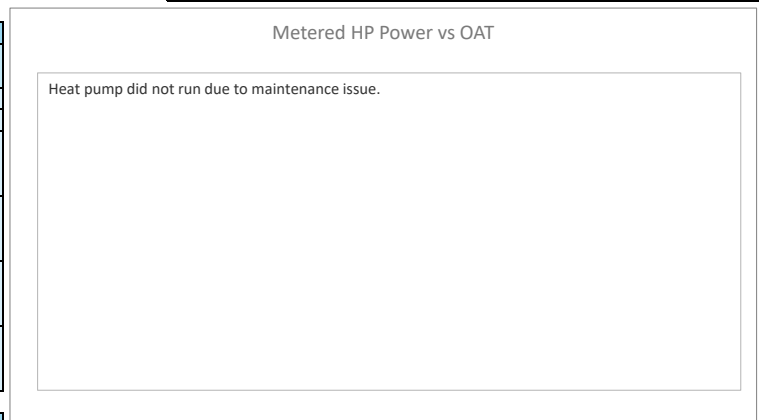 Metered HP Power vs OAT
Heat pump did not run due to maintenance issue.